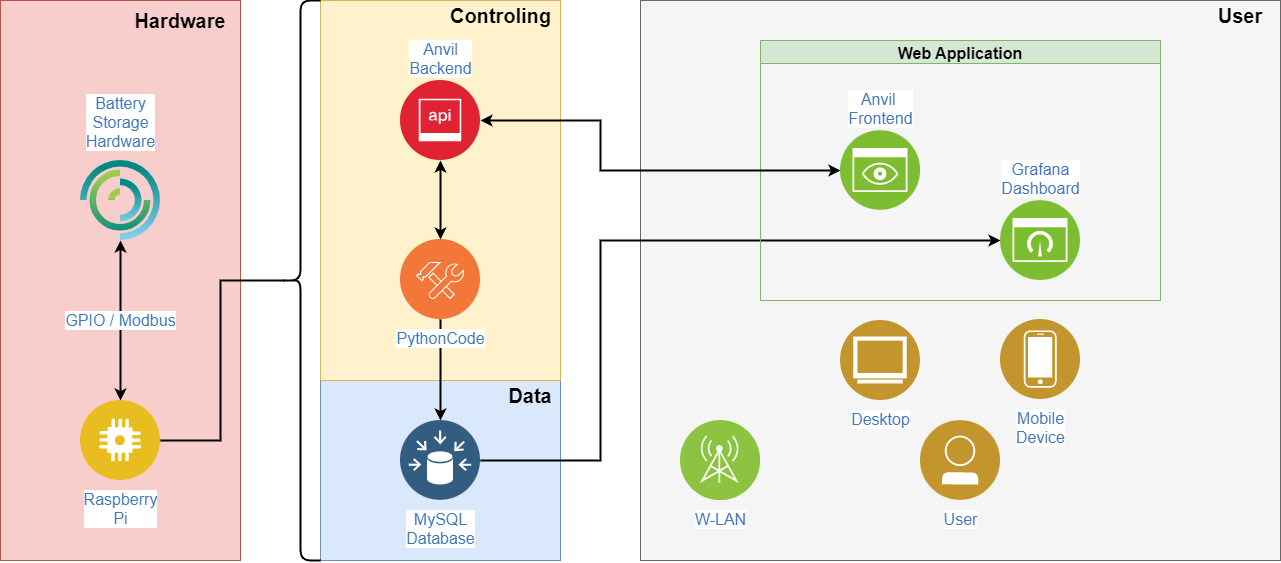 Hardware
Battery
Storage
Hardware
GPIO / Modbus
Raspberry
Pi
Controling
Anvil
Backend
api
PythonCode
Data
MySQL
Database
User
Web Application
Anvil
Frontend
Grafana
Dashboard
Desktop
Mobile
Device
W-LAN
User